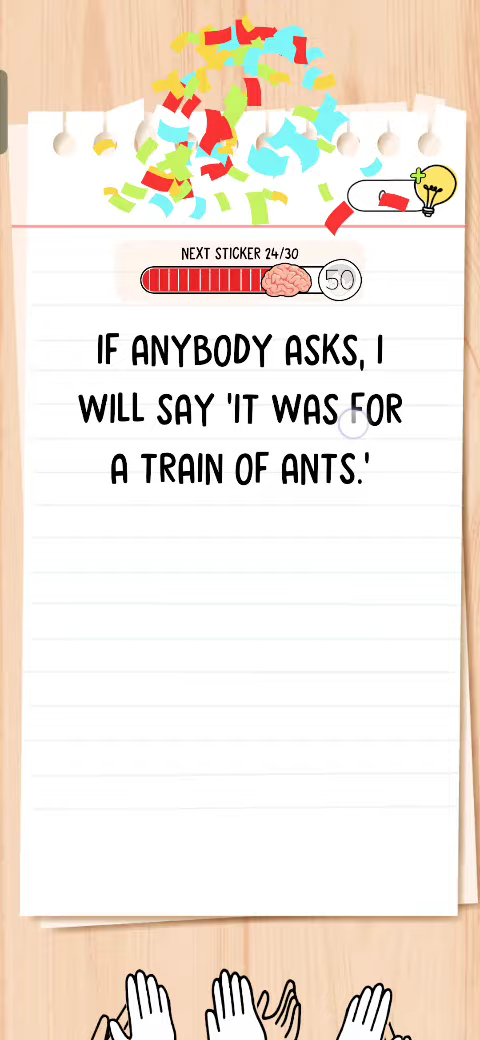 NEXT STICKER 24/30
50
IF ANYBODY ASKS, I
WILL SAY 'IT WAS FOR
A TRAIN OF ANTS.'